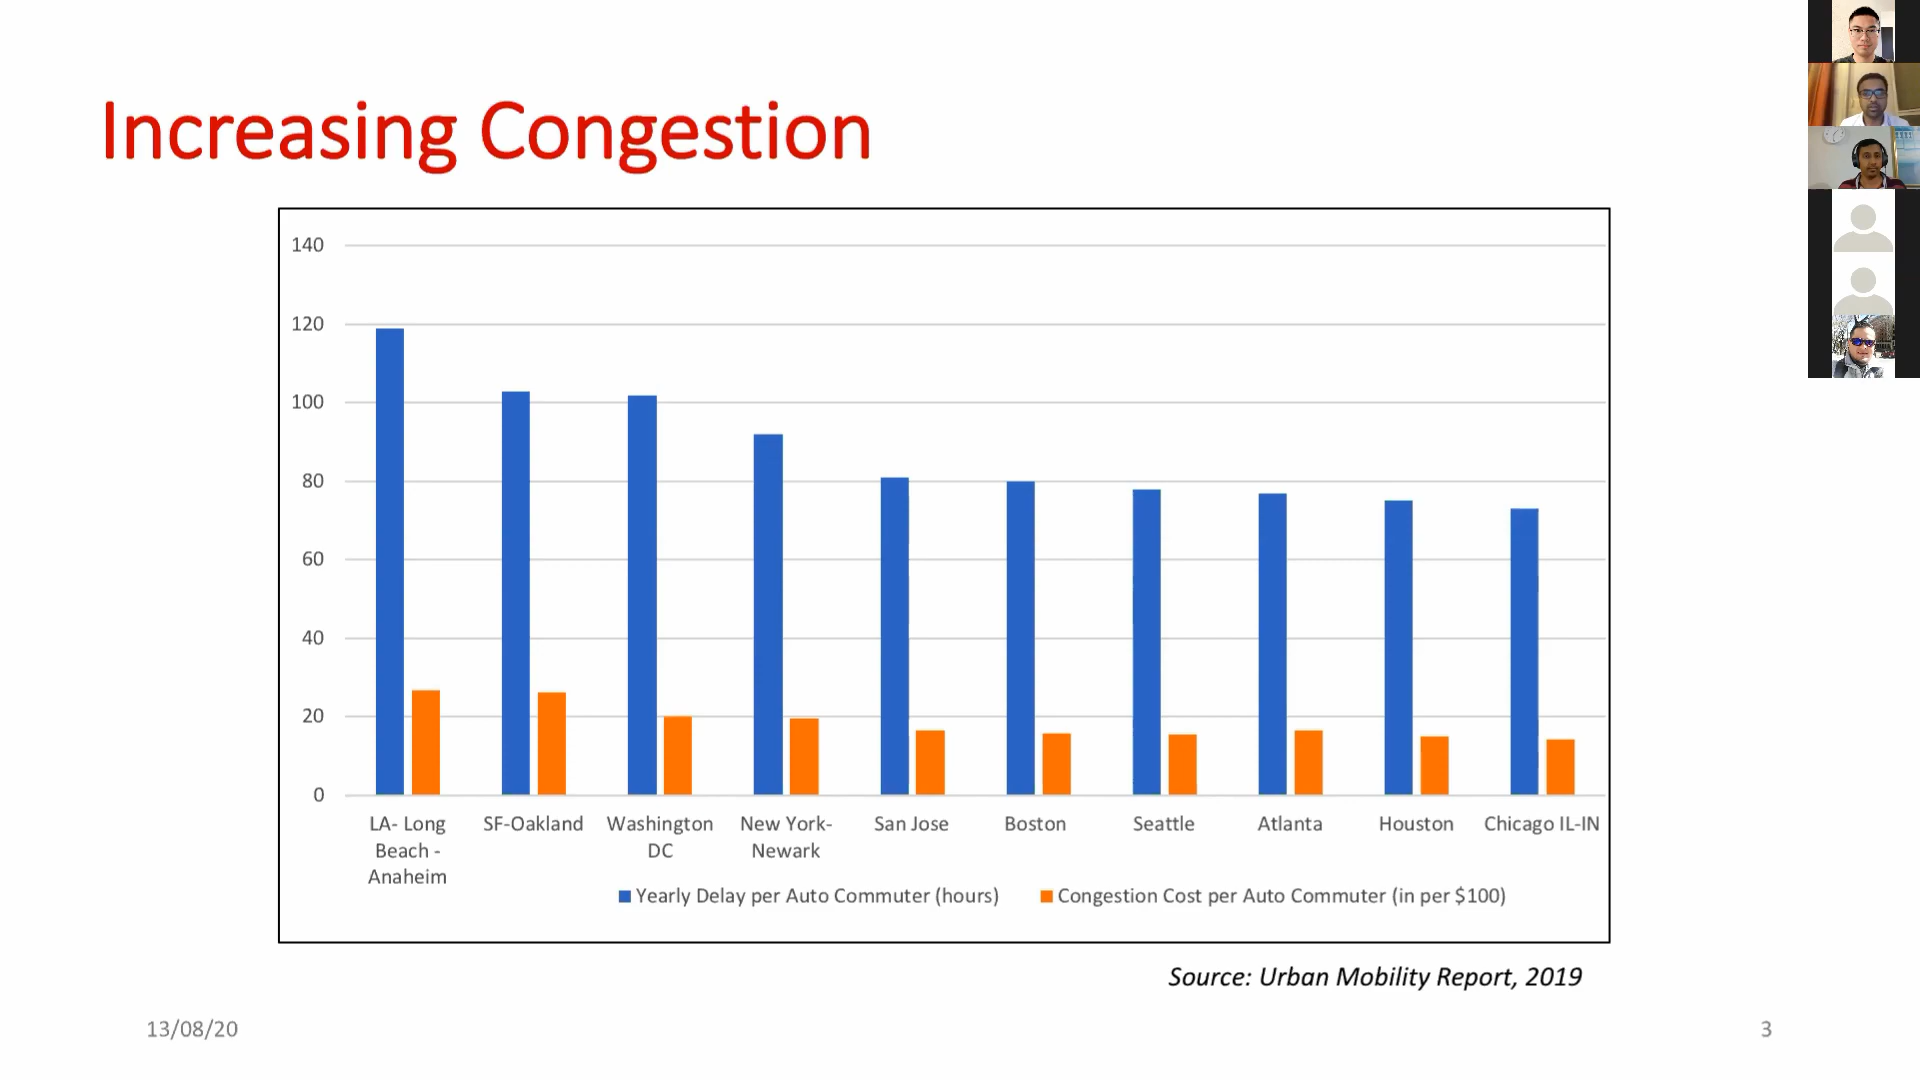 Increasing Congestion
140
120
100
80
60
40
20
0
LA- Long Beach - Anaheim
SF-Oakland
Washington DC
New York- Newark
San Jose
Boston
Seattle
Atlanta
Houston
Chicago IL-IN
Yearly Delay per Auto Commuter (hours)
Congestion Cost per Auto Commuter (in per $100)
Source: Urban Mobility Report, 2019
13/08/20
3